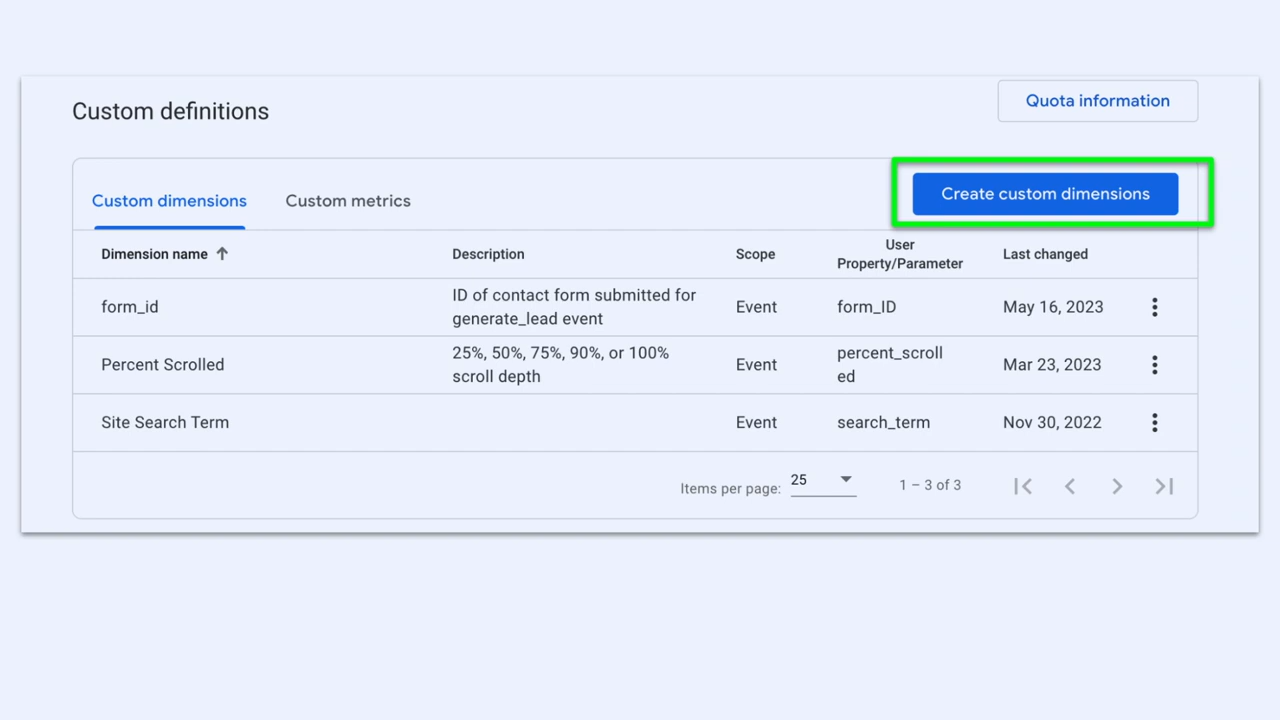 Custom definitions
Quota information
Custom dimensions
Custom metrics
Create custom dimensions
Dimension name
Description
Scope
User
Property/Parameter
Last changed
form_id
ID of contact form submitted for
generate_lead event
Event
form_ID
May 16, 2023
Percent Scrolled
25%, 50%, 75%, 90%, or 100%
scroll depth
Event
percent_scroll
ed
Mar 23, 2023
Site Search Term
Event
search_term
Nov 30, 2022
Items per page:
25
1 – 3 of 3